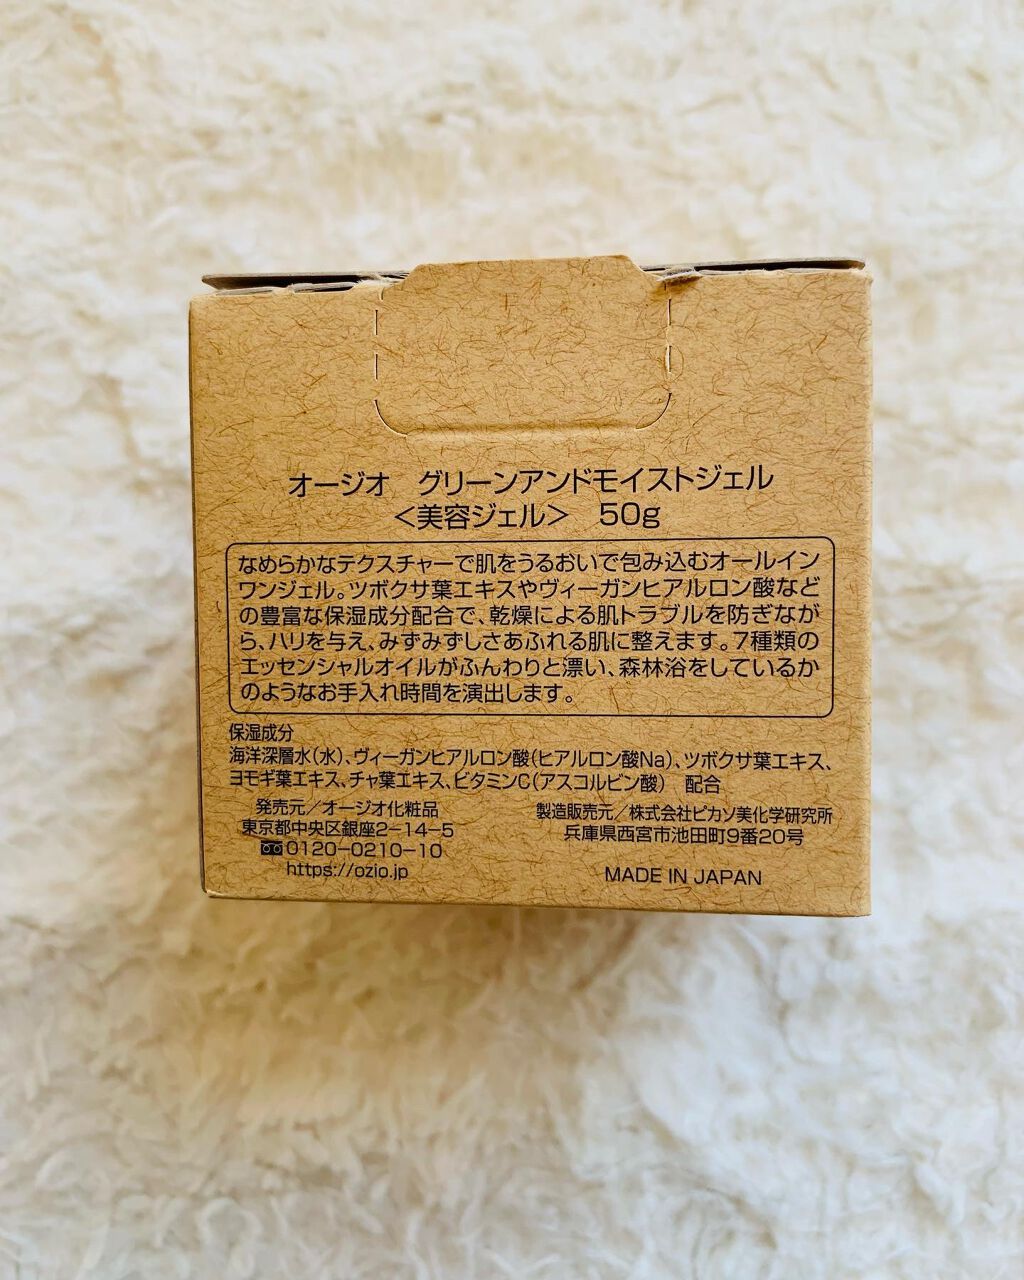 オージオ　グリーンアンドモイストジェル
＜美容ジェル＞　50g
なめらかなテクスチャーで肌をうるおいで包み込むオールイン
ワンジェル。ツボクサ葉エキスやヴィーガンヒアルロン酸など
の豊富な保湿成分配合で、乾燥による肌トラブルを防ぎなが
ら、ハリを与え、みずみずしさあふれる肌に整えます。7種類の
エッセンシャルオイルがふんわりと漂い、森林浴をしているか
のようなお手入れ時間を演出します。
保湿成分
海洋深層水（水）、ヴィーガンヒアルロン酸（ヒアルロン酸Na）、ツボクサ葉エキス、
ヨモギ葉エキス、チャ葉エキス、ビタミンC（アスコルビン酸）　配合
発売元／オージオ化粧品
東京都中央区銀座2−14−5
0120−0210−10
https://ozio.jp
製造販売元／株式会社ピカソ美化学研究所
兵庫県西宮市池田町9番20号
MADE IN JAPAN